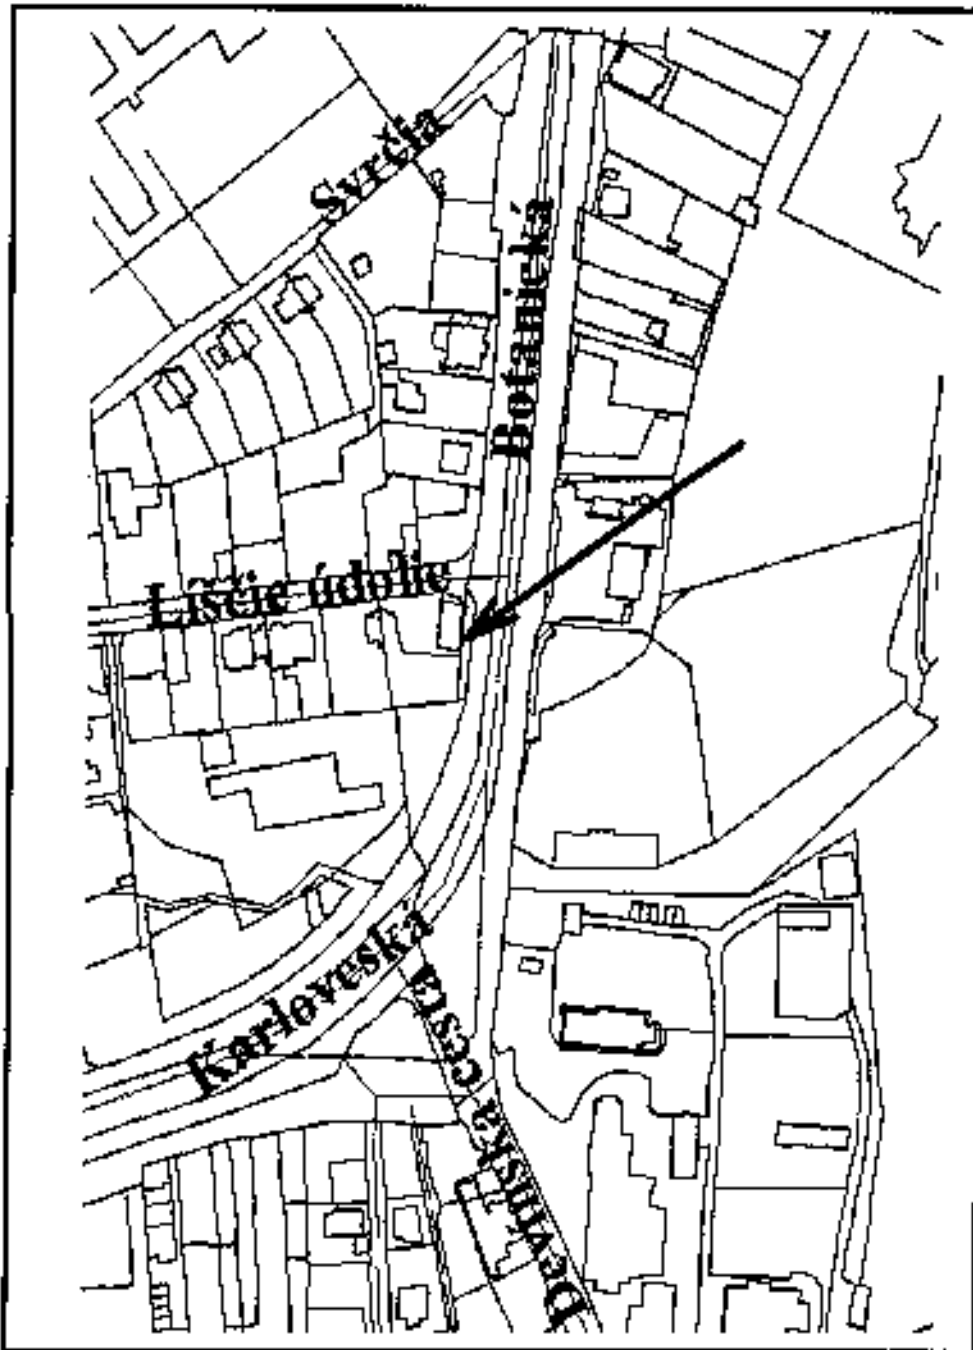 Svrčia
Botanická
Líščie údolie
Karloveská
Devínska cesta